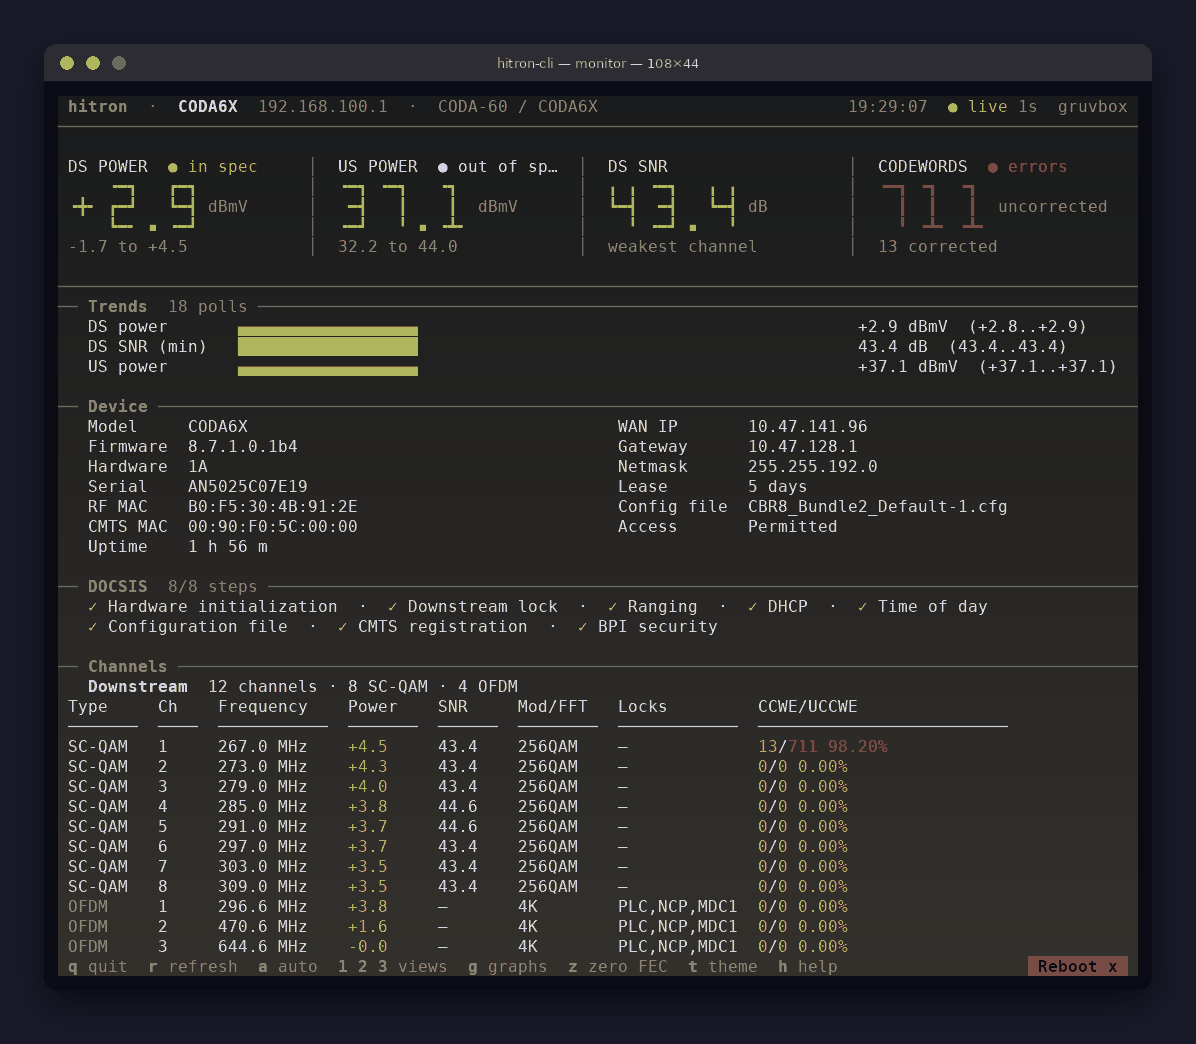 hitron-cli — monitor — 108×44
hitron · CODA6X 192.168.100.1 · CODA-60 / CODA6X 19:29:07 ● live 1s gruvbox
DS POWER ● in spec │ US POWER ● out of sp… │ DS SNR │ CODEWORDS ● errors
+2.9 dBmV │ 37.1 dBmV │ 43.4 dB │ 711 uncorrected
-1.7 to +4.5 │ 32.2 to 44.0 │ weakest channel │ 13 corrected
Trends 18 polls
DS power +2.9 dBmV (+2.8..+2.9)
DS SNR (min) 43.4 dB (43.4..43.4)
US power +37.1 dBmV (+37.1..+37.1)
Device
Model CODA6X WAN IP 10.47.141.96
Firmware 8.7.1.0.1b4 Gateway 10.47.128.1
Hardware 1A Netmask 255.255.192.0
Serial AN5025C07E19 Lease 5 days
RF MAC B0:F5:30:4B:91:2E Config file CBR8_Bundle2_Default-1.cfg
CMTS MAC 00:90:F0:5C:00:00 Access Permitted
Uptime 1 h 56 m
DOCSIS 8/8 steps
✓ Hardware initialization · ✓ Downstream lock · ✓ Ranging · ✓ DHCP · ✓ Time of day
✓ Configuration file · ✓ CMTS registration · ✓ BPI security
Channels
Downstream 12 channels · 8 SC-QAM · 4 OFDM
Type Ch Frequency Power SNR Mod/FFT Locks CCWE/UCCWE
SC-QAM 1 267.0 MHz +4.5 43.4 256QAM — 13/711 98.20%
SC-QAM 2 273.0 MHz +4.3 43.4 256QAM — 0/0 0.00%
SC-QAM 3 279.0 MHz +4.0 43.4 256QAM — 0/0 0.00%
SC-QAM 4 285.0 MHz +3.8 44.6 256QAM — 0/0 0.00%
SC-QAM 5 291.0 MHz +3.7 44.6 256QAM — 0/0 0.00%
SC-QAM 6 297.0 MHz +3.7 43.4 256QAM — 0/0 0.00%
SC-QAM 7 303.0 MHz +3.5 43.4 256QAM — 0/0 0.00%
SC-QAM 8 309.0 MHz +3.5 43.4 256QAM — 0/0 0.00%
OFDM 1 296.6 MHz +3.8 — 4K PLC,NCP,MDC1 0/0 0.00%
OFDM 2 470.6 MHz +1.6 — 4K PLC,NCP,MDC1 0/0 0.00%
OFDM 3 644.6 MHz -0.0 — 4K PLC,NCP,MDC1 0/0 0.00%
q quit r refresh a auto 1 2 3 views g graphs z zero FEC t theme h help Reboot x